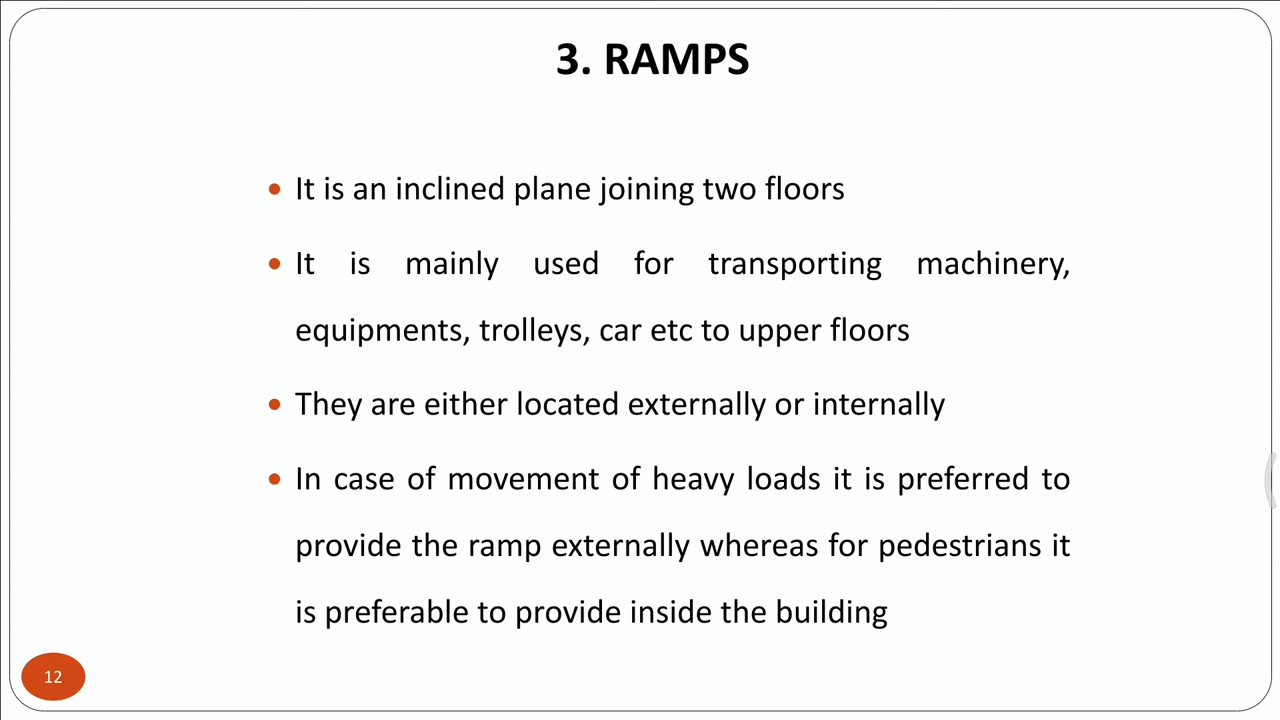 3. RAMPS
• It is an inclined plane joining two floors
• It is mainly used for transporting machinery,
equipments, trolleys, car etc to upper floors
• They are either located externally or internally
• In case of movement of heavy loads it is preferred to
provide the ramp externally whereas for pedestrians it
is preferable to provide inside the building
12